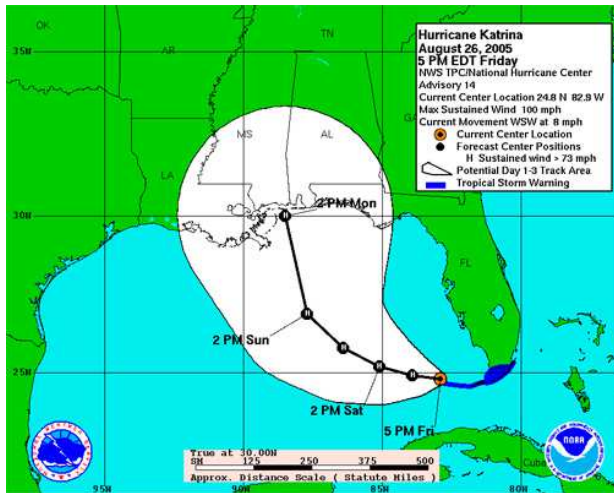 OK
TN
AR
35N
Hurricane Katrina
August 26, 2005
5 PM EDT Friday
NWS TPC/National Hurricane Center
Advisory 14
Current Center Location 24.8 N 82.9 W
Max Sustained Wind 100 mph
Current Movement WSW at 8 mph
Current Center Location
Forecast Center Positions
H Sustained wind > 73 mph
Potential Day 1-3 Track Area
Tropical Storm Warning
MS
AL
GA
LA
2 PM Mon
H
30N
FL
H
2 PM Sun
H
H
H
25N
2 PM Sat
5 PM Fri
True at 30.00N
SM 125 250 375 500
Approx. Distance Scale ( Statute Miles )
NOAA
Cuba
95N
90N
85N
80N